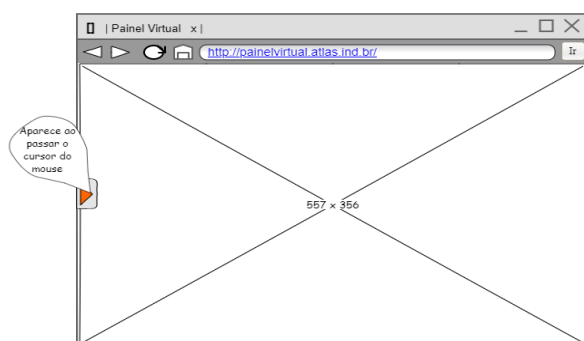 | Painel Virtual x |
http://painelvirtual.atlas.ind.br/
Ir
Aparece ao
passar o
cursor do
mouse
557 x 356